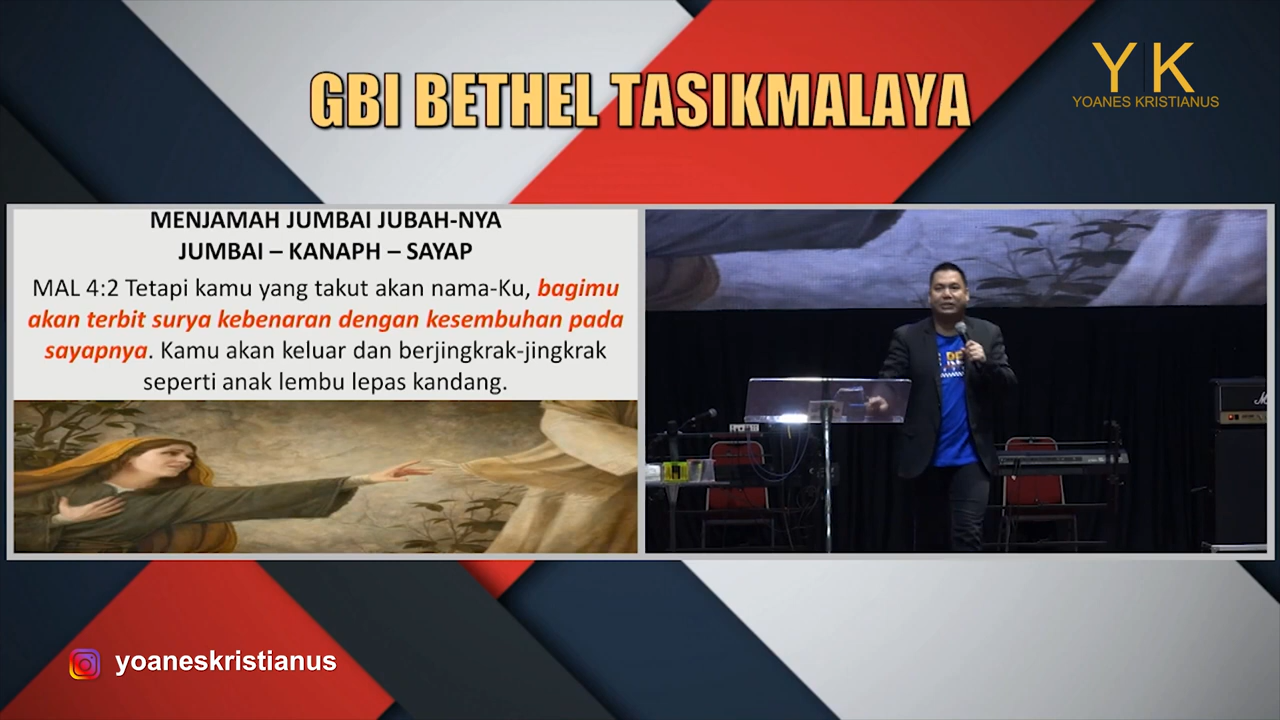 GBI BETHEL TASIKMALAYA
Y K
YOANES KRISTIANUS
MENJAMAH JUMBAI JUBAH-NYA
JUMBAI – KANAPH – SAYAP
MAL 4:2 Tetapi kamu yang takut akan nama-Ku, bagimu
akan terbit surya kebenaran dengan kesembuhan pada
sayapnya. Kamu akan keluar dan berjingkrak-jingkrak
seperti anak lembu lepas kandang.
yoaneskristianus